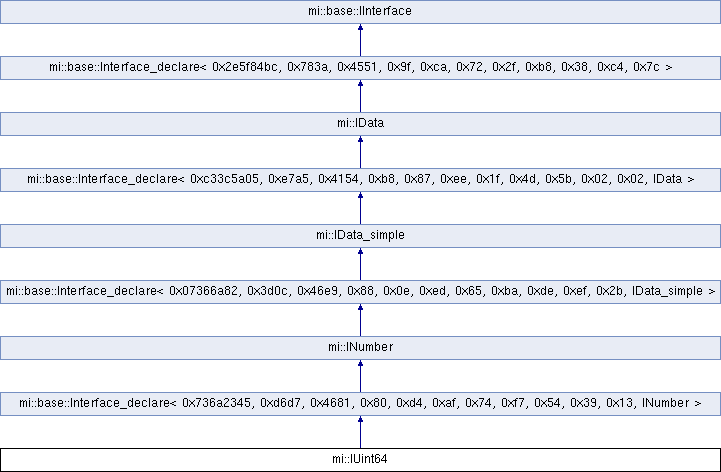 mi::base::IInterface
mi::base::Interface_declare< 0x2e5f84bc, 0x783a, 0x4551, 0x9f, 0xca, 0x72, 0x2f, 0xb8, 0x38, 0xc4, 0x7c >
mi::IData
mi::base::Interface_declare< 0xc33c5a05, 0xe7a5, 0x4154, 0xb8, 0x87, 0xee, 0x1f, 0x4d, 0x5b, 0x02, 0x02, IData >
mi::IData_simple
mi::base::Interface_declare< 0x07366a82, 0x3d0c, 0x46e9, 0x88, 0x0e, 0xed, 0x65, 0xba, 0xde, 0xef, 0x2b, IData_simple >
mi::INumber
mi::base::Interface_declare< 0x736a2345, 0xd6d7, 0x4681, 0x80, 0xd4, 0xaf, 0x74, 0xf7, 0x54, 0x39, 0x13, INumber >
mi::IUint64